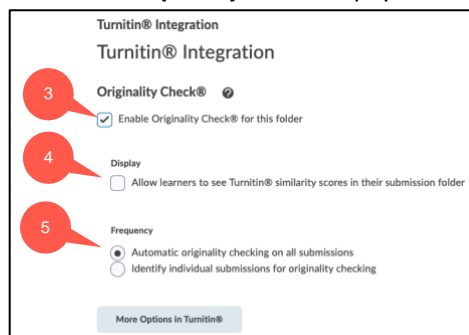 Turnitin® Integration
Turnitin® Integration
Originality Check® ?
3
Enable Originality Check® for this folder
4
Display
Allow learners to see Turnitin® similarity scores in their submission folder
5
Frequency
Automatic originality checking on all submissions
Identify individual submissions for originality checking
More Options in Turnitin®